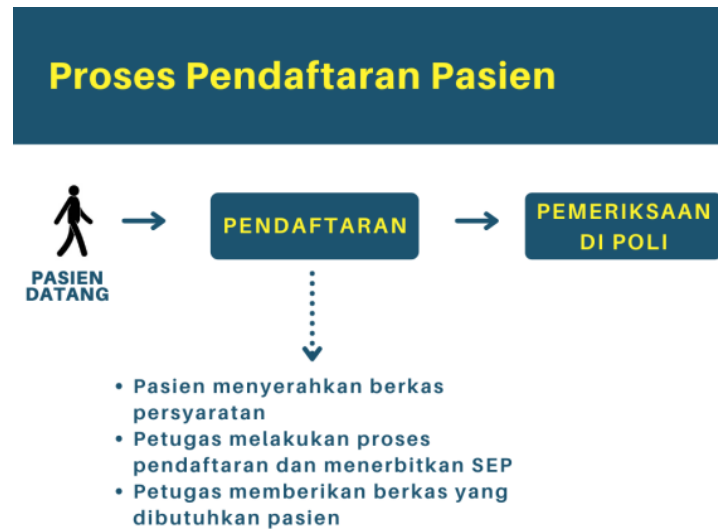 Proses Pendaftaran Pasien
PASIEN
DATANG
PENDAFTARAN
PEMERIKSAAN
DI POLI
• Pasien menyerahkan berkas
persyaratan
• Petugas melakukan proses
pendaftaran dan menerbitkan SEP
• Petugas memberikan berkas yang
dibutuhkan pasien